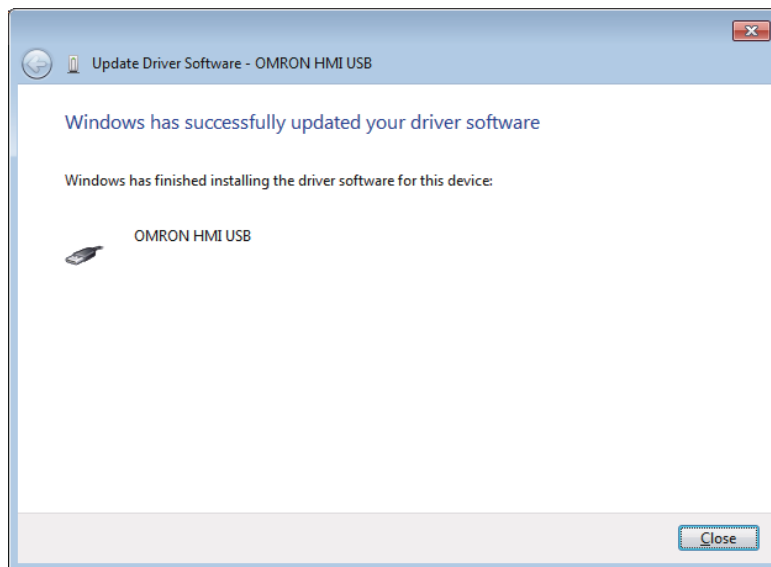 Update Driver Software - OMRON HMI USB
Windows has successfully updated your driver software
Windows has finished installing the driver software for this device:
OMRON HMI USB
Close